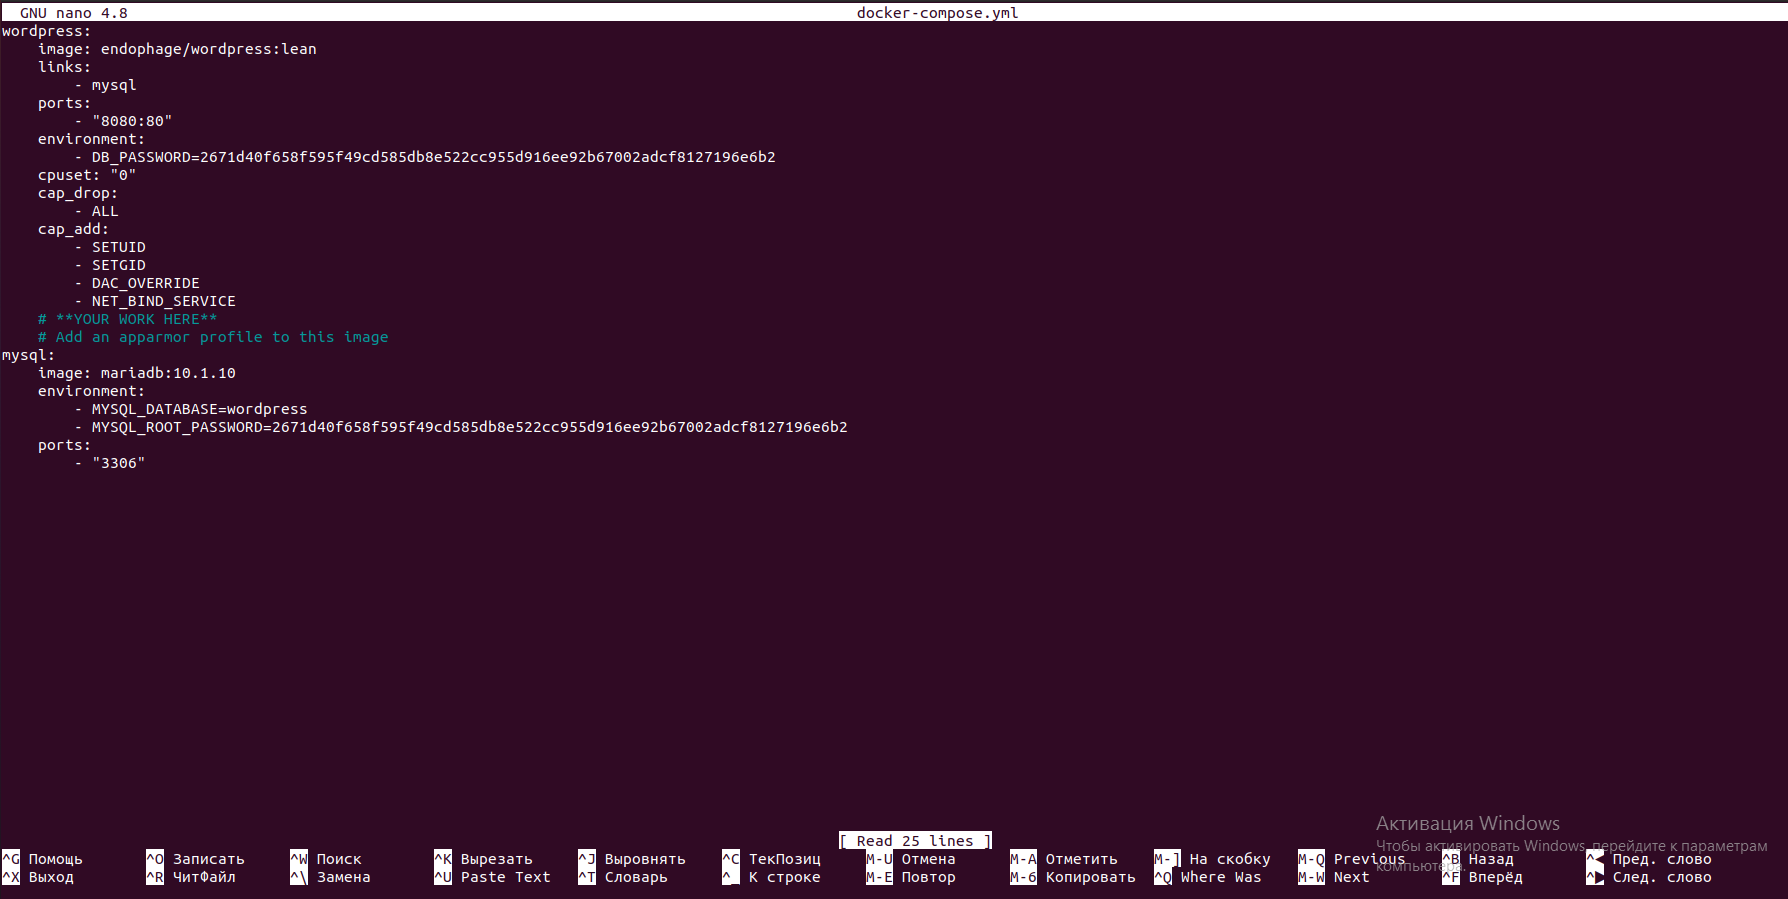 GNU nano 4.8 docker-compose.yml
wordpress:
    image: endophage/wordpress:lean
    links:
        - mysql
    ports:
        - "8080:80"
    environment:
        - DB_PASSWORD=2671d40f658f595f49cd585db8e522cc955d916ee92b67002adcf8127196e6b2
    cpuset: "0"
    cap_drop:
        - ALL
    cap_add:
        - SETUID
        - SETGID
        - DAC_OVERRIDE
        - NET_BIND_SERVICE
    # **YOUR WORK HERE**
    # Add an apparmor profile to this image
mysql:
    image: mariadb:10.1.10
    environment:
        - MYSQL_DATABASE=wordpress
        - MYSQL_ROOT_PASSWORD=2671d40f658f595f49cd585db8e522cc955d916ee92b67002adcf8127196e6b2
    ports:
        - "3306"
Активация Windows
Чтобы активировать Windows, перейдите к параметрам
компьютера.
[ Read 25 lines ]
^G Помощь ^O Записать ^W Поиск ^K Вырезать ^J Выровнять ^C ТекПозиц M-U Отмена M-A Отметить M-] На скобку M-Q Previous ^B Назад ^◀ Пред. слово
^X Выход ^R ЧитФайл ^\ Замена ^U Paste Text ^T Словарь ^_ К строке M-E Повтор M-6 Копировать ^Q Where Was M-W Next ^F Вперёд ^▶ След. слово